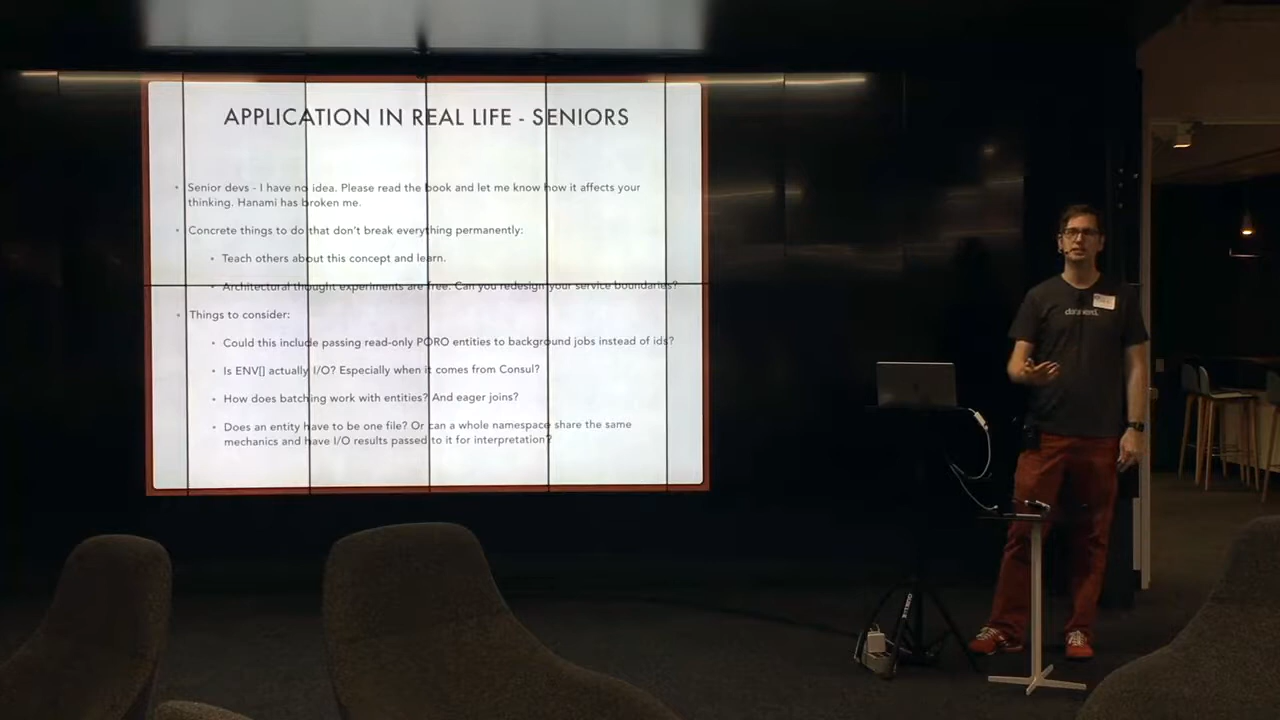 APPLICATION IN REAL LIFE - SENIORS
• Senior devs - I have no idea. Please read the book and let me know how it affects your
thinking. Hanami has broken me.
• Concrete things to do that don't break everything permanently:
• Teach others about this concept and learn.
• Architectural thought experiments are free. Can you redesign your service boundaries?
• Things to consider:
• Could this include passing read-only PORO entities to background jobs instead of ids?
• Is ENV[] actually I/O? Especially when it comes from Consul?
• How does batching work with entities? And eager joins?
• Does an entity have to be one file? Or can a whole namespace share the same
mechanics and have I/O results passed to it for interpretation?